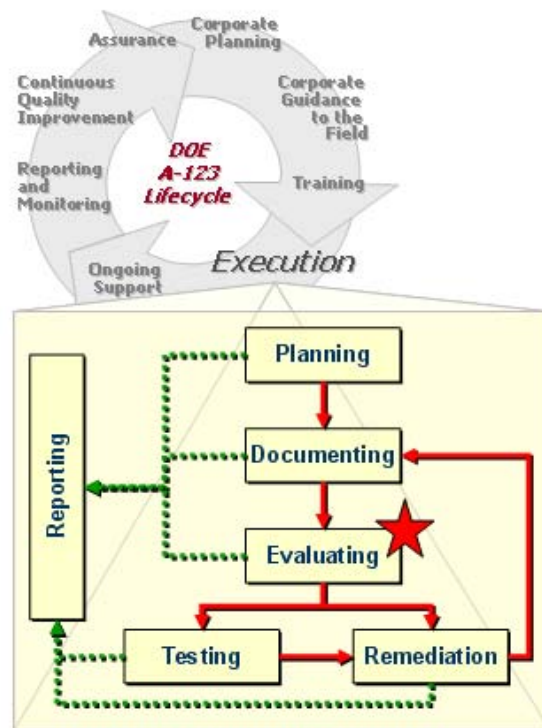 Assurance
Corporate
Planning
Continuous
Quality
Improvement
Corporate
Guidance
to the
Field
DOE
A-123
Lifecycle
Reporting
and
Monitoring
Training
Ongoing
Support
Execution
Planning
Reporting
Documenting
Evaluating
Testing
Remediation